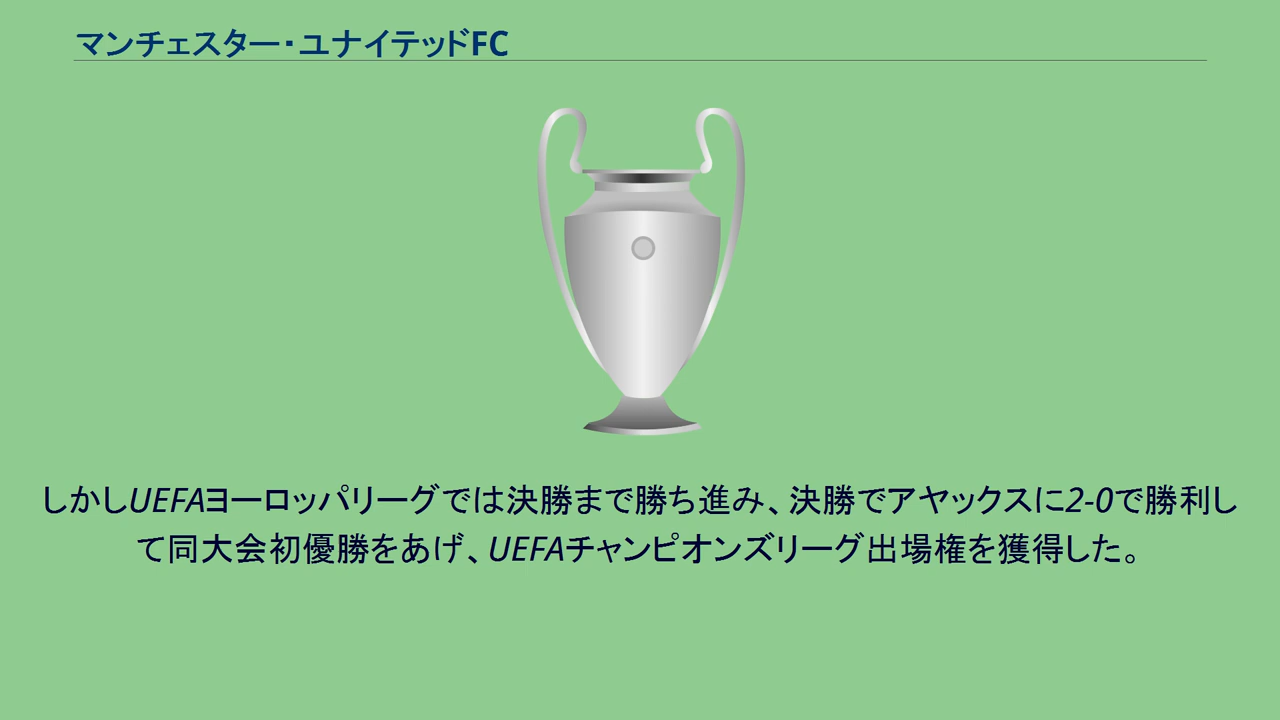 マンチェスター・ユナイテッドFC
しかしUEFAヨーロッパリーグでは決勝まで勝ち進み、決勝でアヤックスに2-0で勝利し
て同大会初優勝をあげ、UEFAチャンピオンズリーグ出場権を獲得した。